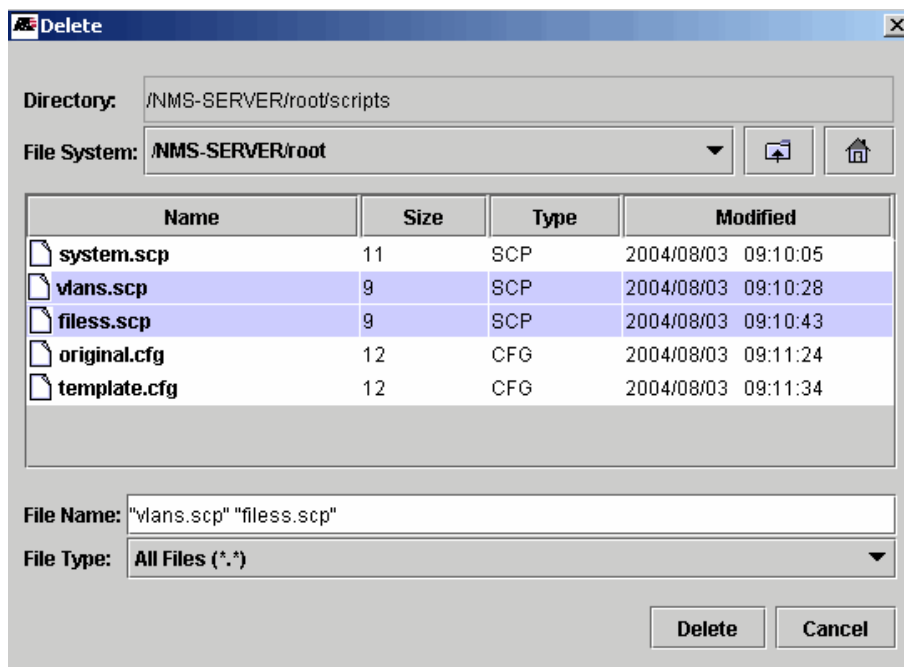 Delete
Directory: /NMS-SERVER/root/scripts
File System: /NMS-SERVER/root
Name Size Type Modified
system.scp 11 SCP 2004/08/03 09:10:05
vlans.scp 9 SCP 2004/08/03 09:10:28
filess.scp 9 SCP 2004/08/03 09:10:43
original.cfg 12 CFG 2004/08/03 09:11:24
template.cfg 12 CFG 2004/08/03 09:11:34
File Name: "vlans.scp" "filess.scp"
File Type: All Files (*.*)
Delete Cancel